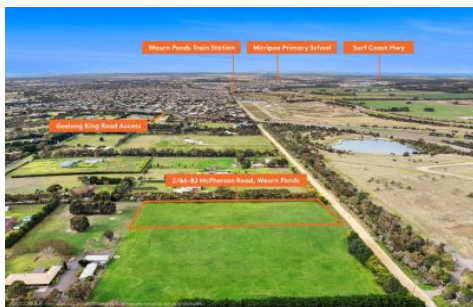 Waurn Ponds Train Station
Mirripoa Primary School
Surf Coast Hwy
Geelong Ring Road Access
2/66-82 McPherson Road, Waurn Ponds